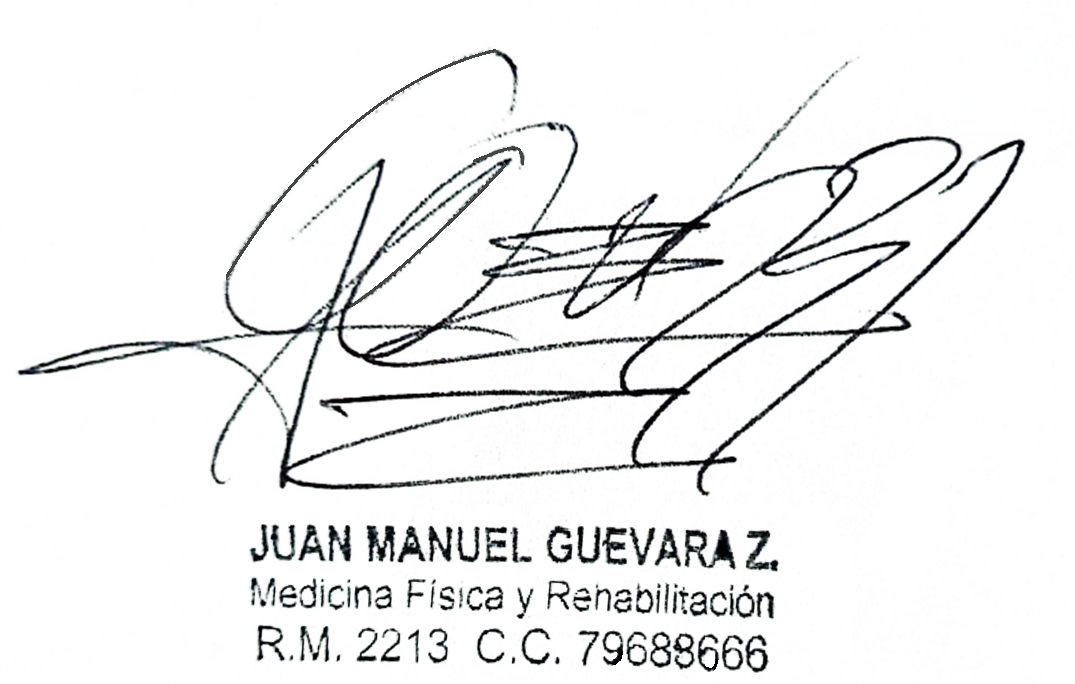 JUAN MANUEL GUEVARA Z.
Medicina Física y Rehabilitación
R.M. 2213 C.C. 79688666